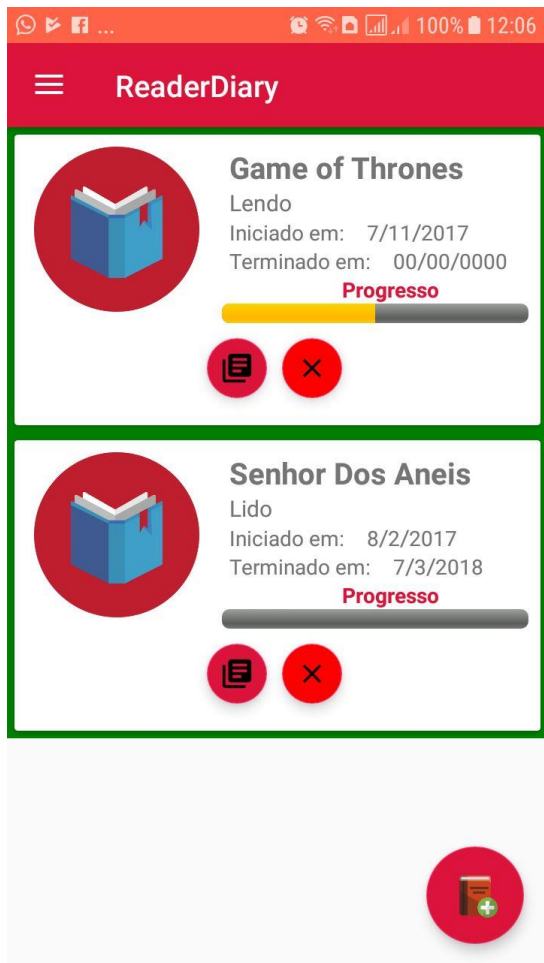 ... 100% 12:06
ReaderDiary
Game of Thrones
Lendo
Iniciado em: 7/11/2017
Terminado em: 00/00/0000
Progresso
Senhor Dos Aneis
Lido
Iniciado em: 8/2/2017
Terminado em: 7/3/2018
Progresso